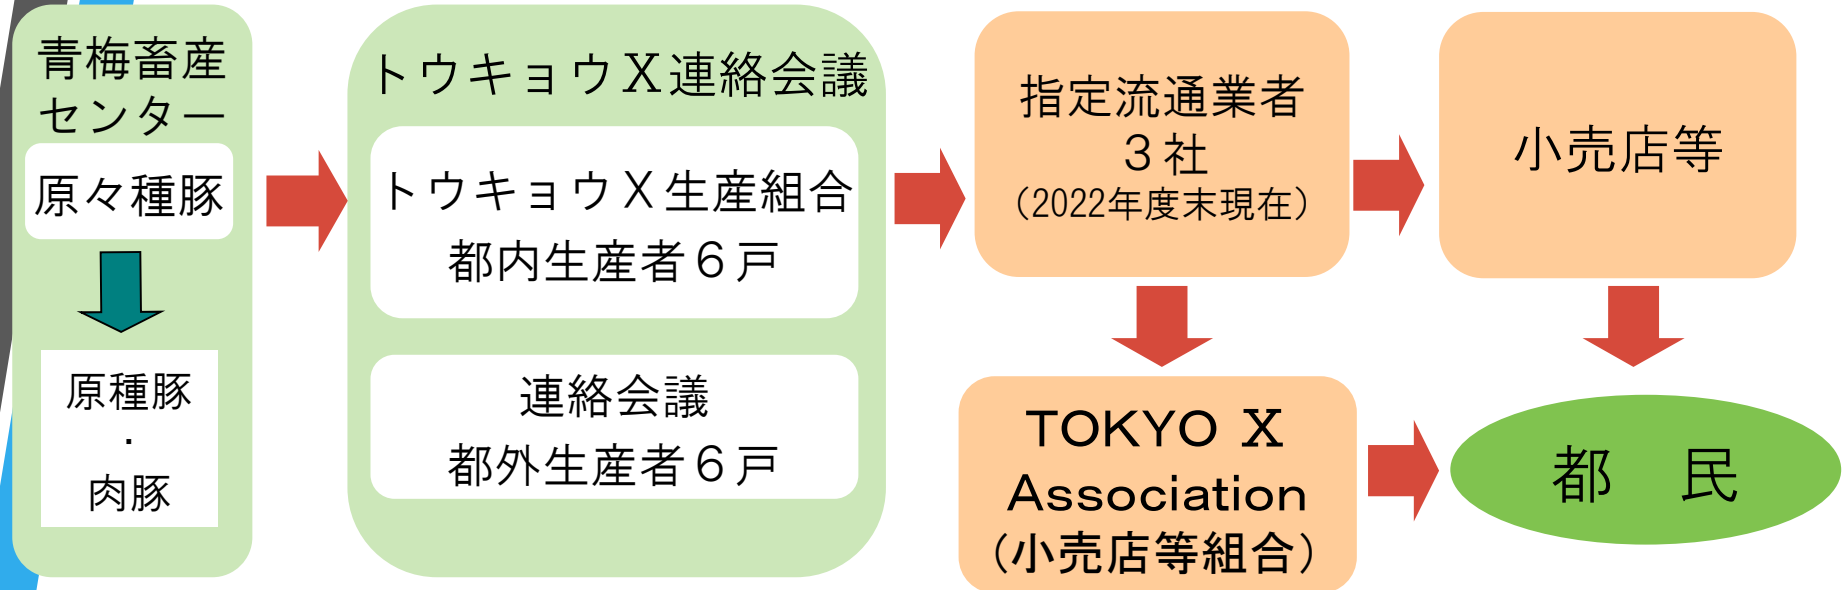 青梅畜産
センター
原々種豚
原種豚
・
肉豚
トウキョウＸ連絡会議
トウキョウＸ生産組合
都内生産者６戸
連絡会議
都外生産者６戸
指定流通業者
３社
（2022年度末現在）
小売店等
TOKYO X
Association
（小売店等組合）
都　民